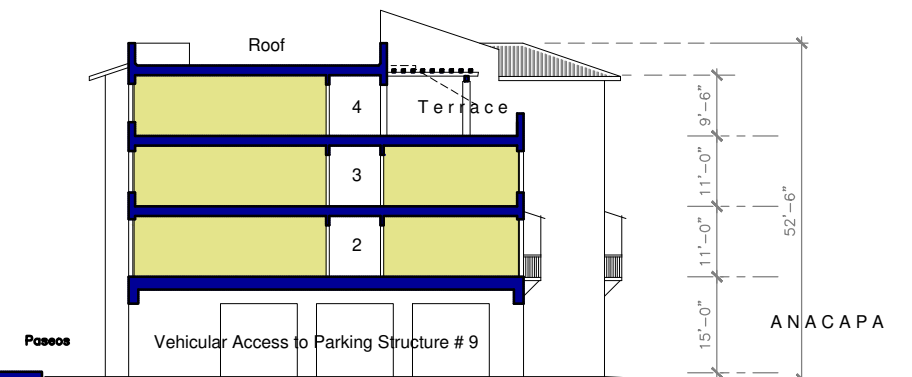 Roof
4
Terrace
9'-6"
3
11'-0"
52'-6"
2
11'-0"
ANACAPA
Paseos
Vehicular Access to Parking Structure # 9
15'-0"